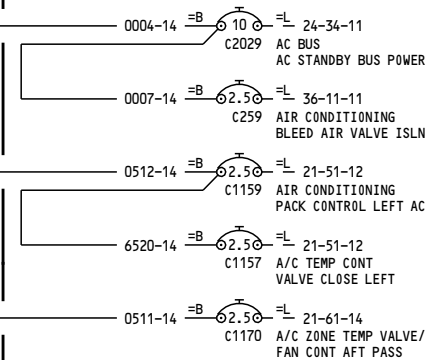 0004-14 =B 10 =L 24-34-11
C2029 AC BUS
AC STANDBY BUS POWER
0007-14 =B 2.5 =L 36-11-11
C259 AIR CONDITIONING
BLEED AIR VALVE ISLN
0512-14 =B 2.5 =L 21-51-12
C1159 AIR CONDITIONING
PACK CONTROL LEFT AC
6520-14 =B 2.5 =L 21-51-12
C1157 A/C TEMP CONT
VALVE CLOSE LEFT
0511-14 =B 2.5 =L 21-61-14
C1170 A/C ZONE TEMP VALVE/
FAN CONT AFT PASS